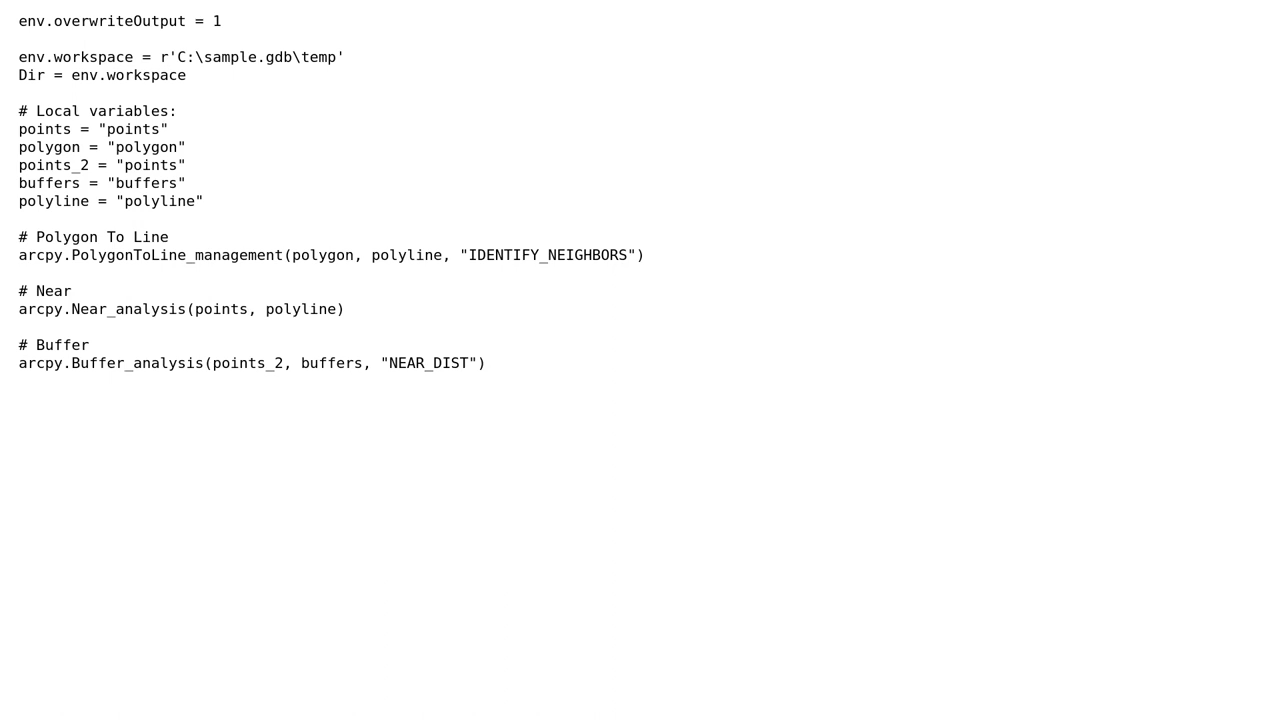 env.overwriteOutput = 1
env.workspace = r'C:\sample.gdb\temp'
Dir = env.workspace
# Local variables:
points = "points"
polygon = "polygon"
points_2 = "points"
buffers = "buffers"
polyline = "polyline"
# Polygon To Line
arcpy.PolygonToLine_management(polygon, polyline, "IDENTIFY_NEIGHBORS")
# Near
arcpy.Near_analysis(points, polyline)
# Buffer
arcpy.Buffer_analysis(points_2, buffers, "NEAR_DIST")